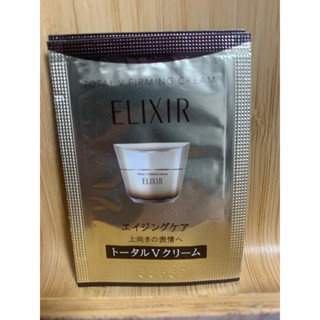 TOTAL V FIRMING CREAM
ELIXIR
ELIXIR
エイジングケア
上向きの表情へ
トータルVクリーム